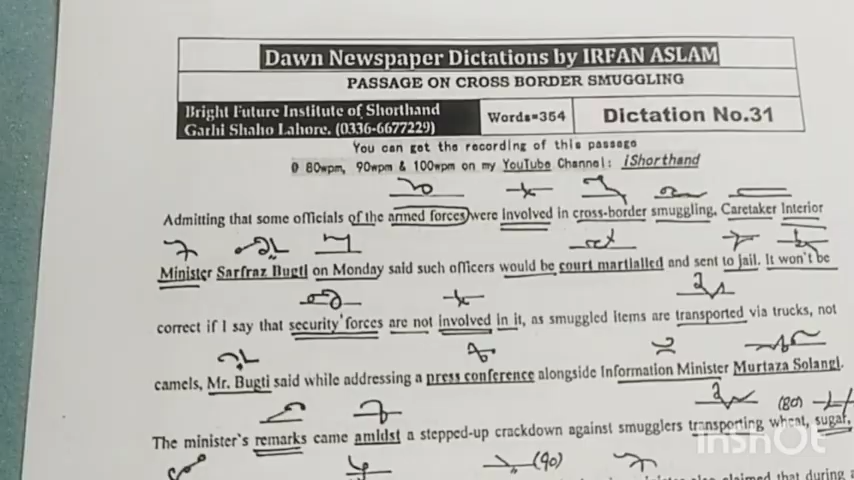 Dawn Newspaper Dictations by IRFAN ASLAM
PASSAGE ON CROSS BORDER SMUGGLING
Bright Future Institute of Shorthand
Garhi Shaho Lahore, (0336-6677229)
Words=354
Dictation No.31
You can got the recording of this passage
@ 80wpm, 90wpm & 100wpm on my YouTube Channel: iShorthand
Admitting that some officials of the armed forces were involved in cross-border smuggling, Caretaker Interior
Minister Sarfraz Bugti on Monday said such officers would be court martialled and sent to jail. It won't be
correct if I say that security forces are not involved in it, as smuggled items are transported via trucks, not
camels, Mr. Bugti said while addressing a press conference alongside Information Minister Murtaza Solangi.
(80)
The minister's remarks came amidst a stepped-up crackdown against smugglers transporting wheat, sugar,
(90)
also claimed that during a
InShOt